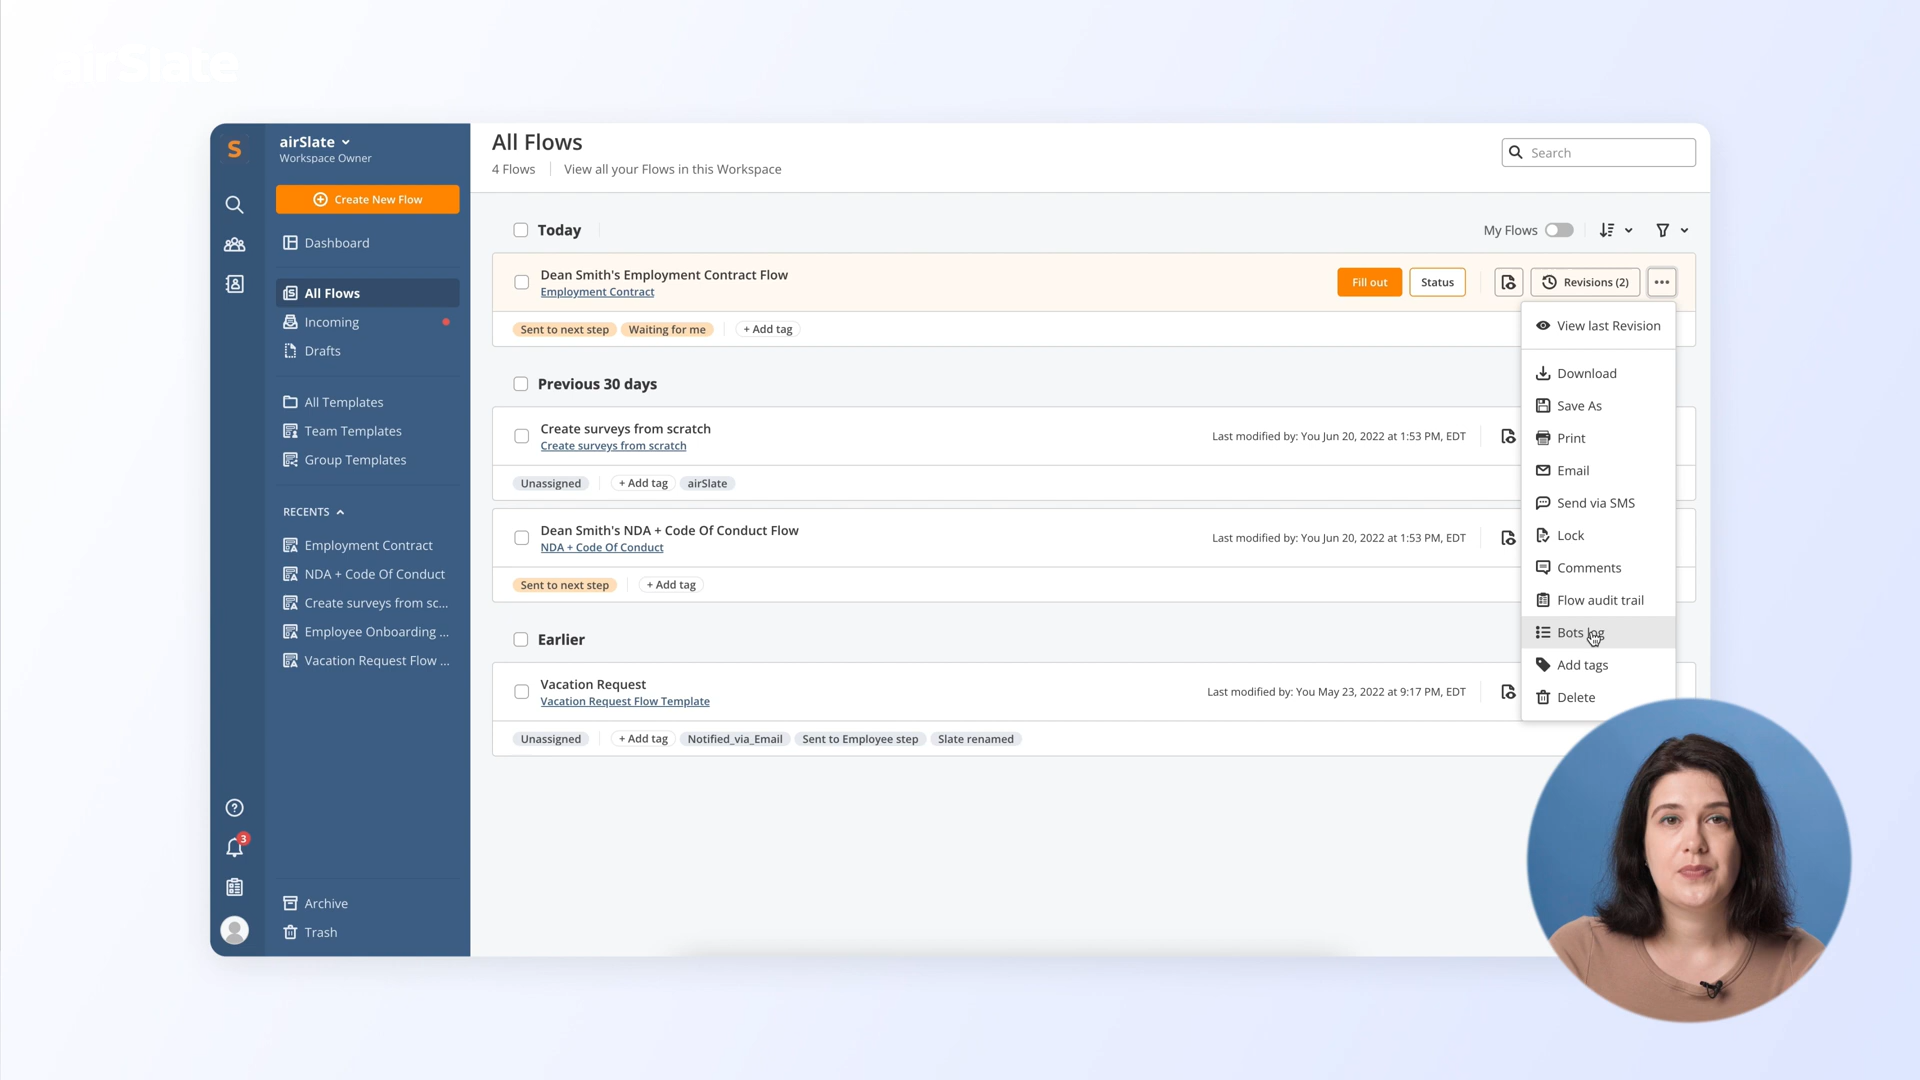 airSlate
S
airSlate
Workspace Owner
Create New Flow
Dashboard
All Flows
Incoming
Drafts
All Templates
Team Templates
Group Templates
RECENTS
Employment Contract
NDA + Code Of Conduct
Create surveys from sc...
Employee Onboarding ...
Vacation Request Flow ...
3
Archive
Trash
All Flows
4 Flows
View all your Flows in this Workspace
Search
Today
My Flows
Dean Smith's Employment Contract Flow
Employment Contract
Fill out
Status
Revisions (2)
Sent to next step
Waiting for me
+ Add tag
Previous 30 days
Create surveys from scratch
Create surveys from scratch
Last modified by: You Jun 20, 2022 at 1:53 PM, EDT
Unassigned
+ Add tag
airSlate
Dean Smith's NDA + Code Of Conduct Flow
NDA + Code Of Conduct
Last modified by: You Jun 20, 2022 at 1:53 PM, EDT
Sent to next step
+ Add tag
Earlier
Vacation Request
Vacation Request Flow Template
Last modified by: You May 23, 2022 at 9:17 PM, EDT
Unassigned
+ Add tag
Notified_via_Email
Sent to Employee step
Slate renamed
View last Revision
Download
Save As
Print
Email
Send via SMS
Lock
Comments
Flow audit trail
Bots log
Add tags
Delete